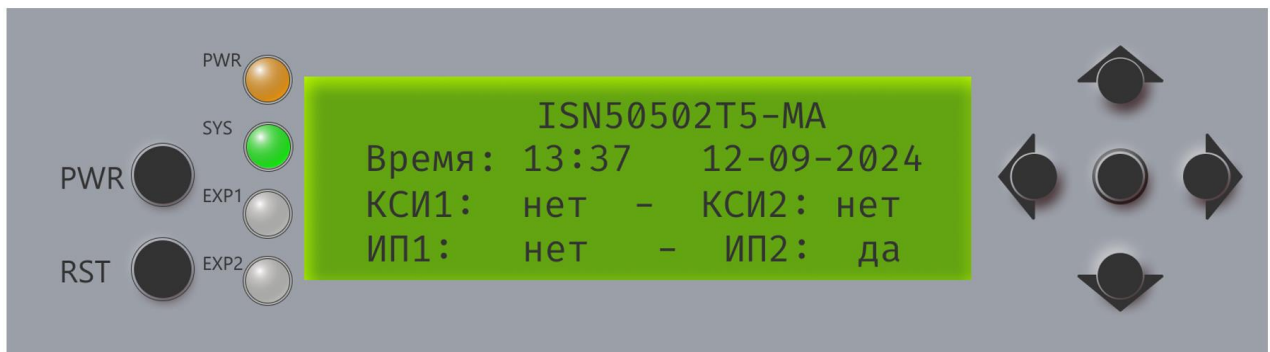 PWR
SYS
PWR
EXP1
RST
EXP2
ISN50502T5-MA
Время: 13:37 12-09-2024
КСИ1: нет - КСИ2: нет
ИП1: нет - ИП2: да